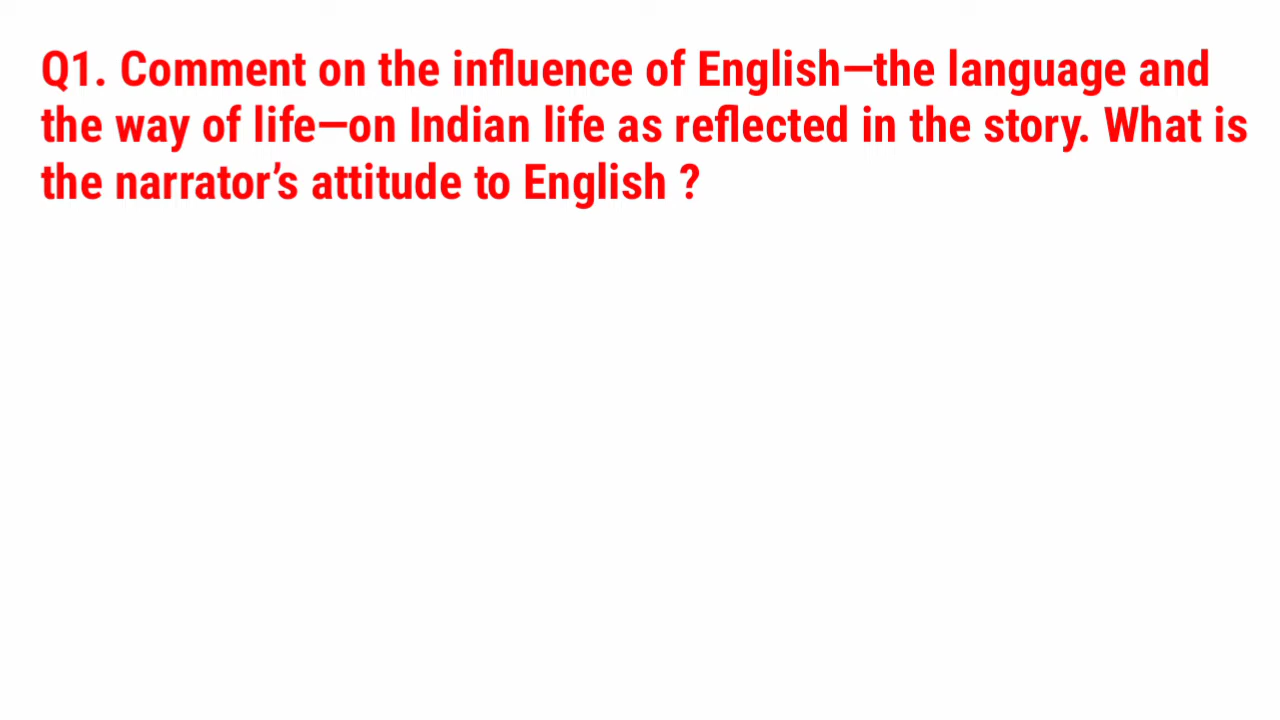 Q1. Comment on the influence of English—the language and
the way of life—on Indian life as reflected in the story. What is
the narrator’s attitude to English ?